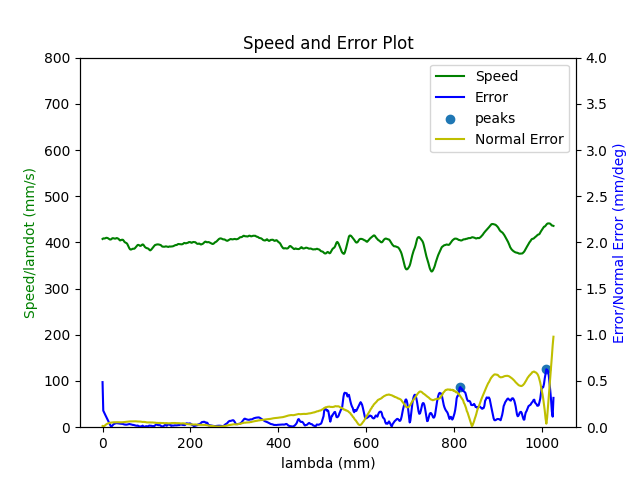 Speed and Error Plot
Speed
Error
peaks
Normal Error
Speed/lamdot (mm/s)
800
700
600
500
400
300
200
100
0
4.0
3.5
3.0
2.5
2.0
1.5
1.0
0.5
0.0
Error/Normal Error (mm/deg)
0 200 400 600 800 1000
lambda (mm)